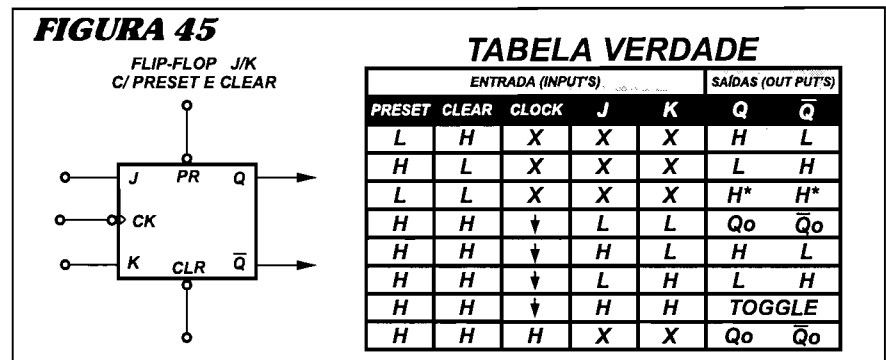 FIGURA 45
FLIP-FLOP J/K
C/ PRESET E CLEAR
J PR Q
CK
K CLR Q̅
TABELA VERDADE
ENTRADA (INPUT'S) SAÍDAS (OUT PUT'S)
PRESET CLEAR CLOCK J K Q Q̅
L H X X X H L
H L X X X L H
L L X X X H* H*
H H ↓ L L Qo Q̅o
H H ↓ H L H L
H H ↓ L H L H
H H ↓ H H TOGGLE
H H H X X Qo Q̅o